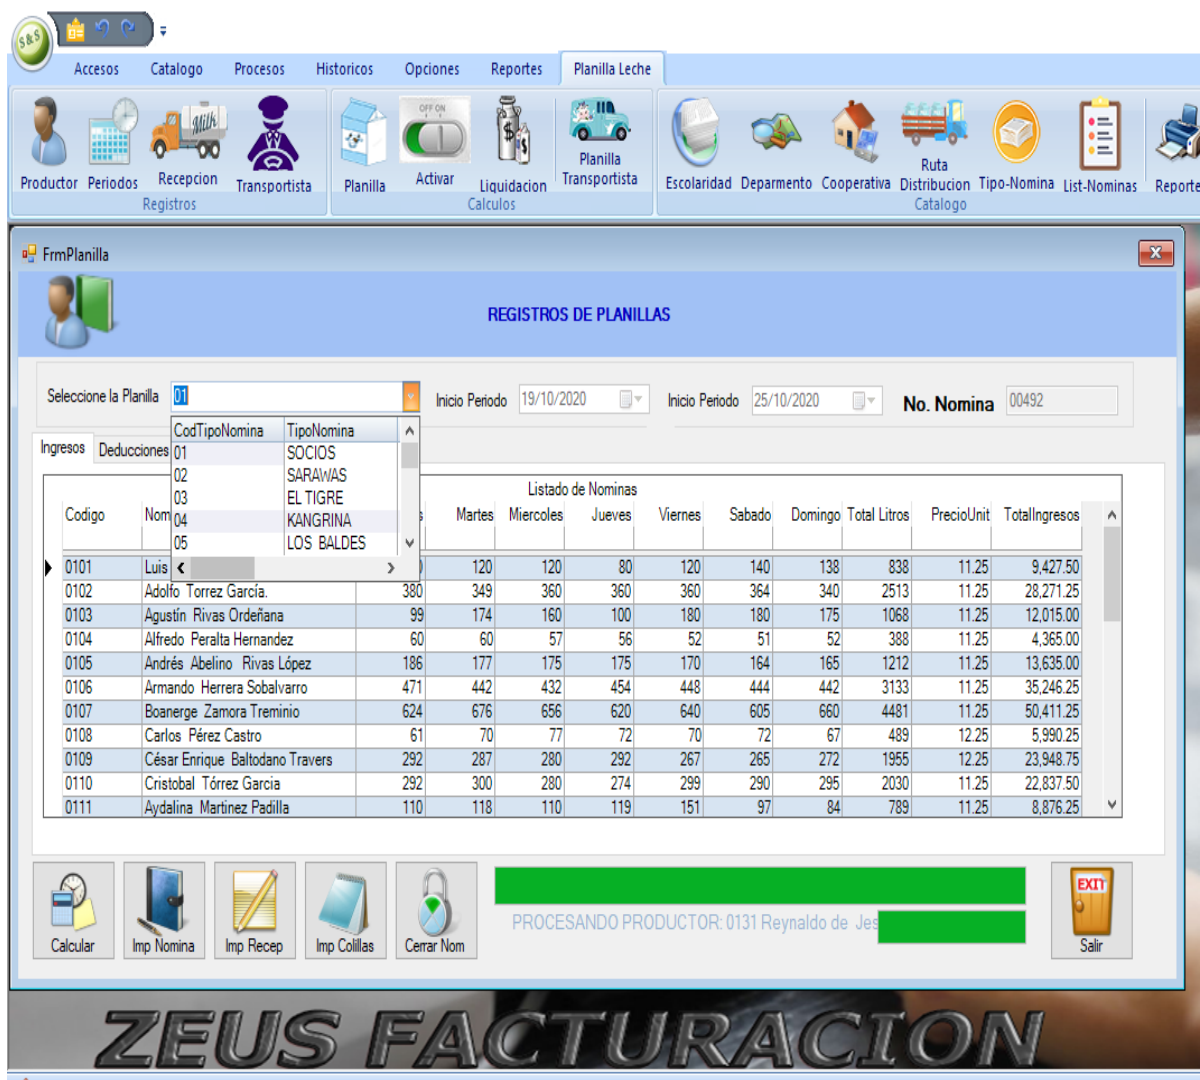 S&S
Accesos Catalogo Procesos Historicos Opciones Reportes Planilla Leche
Milk
OFF ON
Productor Periodos Recepcion Transportista Planilla Activar Liquidacion Planilla Transportista Escolaridad Deparmento Cooperativa Ruta Distribucion Tipo-Nomina List-Nominas Reporte
Registros Calculos Catalogo
FrmPlanilla
REGISTROS DE PLANILLAS
Seleccione la Planilla 01 Inicio Periodo 19/10/2020 Inicio Periodo 25/10/2020 No. Nomina 00492
CodTipoNomina TipoNomina
01 SOCIOS
02 SARAWAS
03 EL TIGRE
04 KANGRINA
05 LOS BALDES
Ingresos Deducciones
Listado de Nominas
Codigo Nom s Martes Miercoles Jueves Viernes Sabado Domingo Total Litros PrecioUnit TotalIngresos
0101 Luis 120 120 80 120 140 138 838 11.25 9,427.50
0102 Adolfo Torrez García. 380 349 360 360 360 364 340 2513 11.25 28,271.25
0103 Agustín Rivas Ordeñana 99 174 160 100 180 180 175 1068 11.25 12,015.00
0104 Alfredo Peralta Hernandez 60 60 57 56 52 51 52 388 11.25 4,365.00
0105 Andrés Abelino Rivas López 186 177 175 175 170 164 165 1212 11.25 13,635.00
0106 Armando Herrera Sobalvarro 471 442 432 454 448 444 442 3133 11.25 35,246.25
0107 Boanerge Zamora Treminio 624 676 656 620 640 605 660 4481 11.25 50,411.25
0108 Carlos Pérez Castro 61 70 77 72 70 72 67 489 12.25 5,990.25
0109 César Enrique Baltodano Travers 292 287 280 292 267 265 272 1955 12.25 23,948.75
0110 Cristobal Tórrez Garcia 292 300 280 274 299 290 295 2030 11.25 22,837.50
0111 Aydalina Martinez Padilla 110 118 110 119 151 97 84 789 11.25 8,876.25
PROCESANDO PRODUCTOR: 0131 Reynaldo de Jes
EXIT
Calcular Imp Nomina Imp Recep Imp Colillas Cerrar Nom Salir
ZEUS FACTURACION